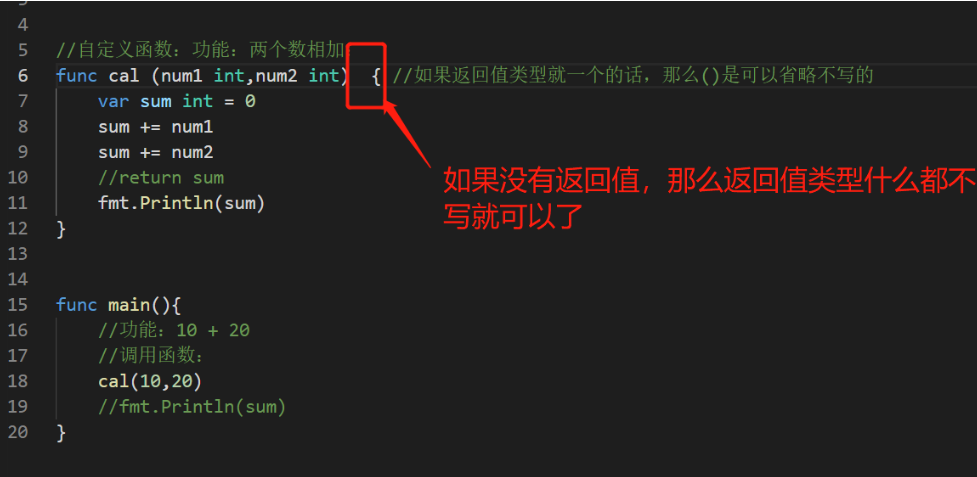 4
5 //自定义函数：功能：两个数相加
6 func cal (num1 int,num2 int)  { //如果返回值类型就一个的话，那么()是可以省略不写的
7 var sum int = 0
8 sum += num1
9 sum += num2
10 //return sum
如果没有返回值，那么返回值类型什么都不
11 fmt.Println(sum)
写就可以了
12 }
13
14
15 func main(){
16 //功能：10 + 20
17 //调用函数：
18 cal(10,20)
19 //fmt.Println(sum)
20 }